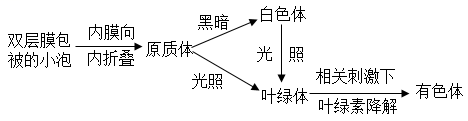 双层膜包
被的小泡
内膜向
内折叠
原质体
黑暗
白色体
光照
光 照
叶绿体
相关刺激下
叶绿素降解
有色体